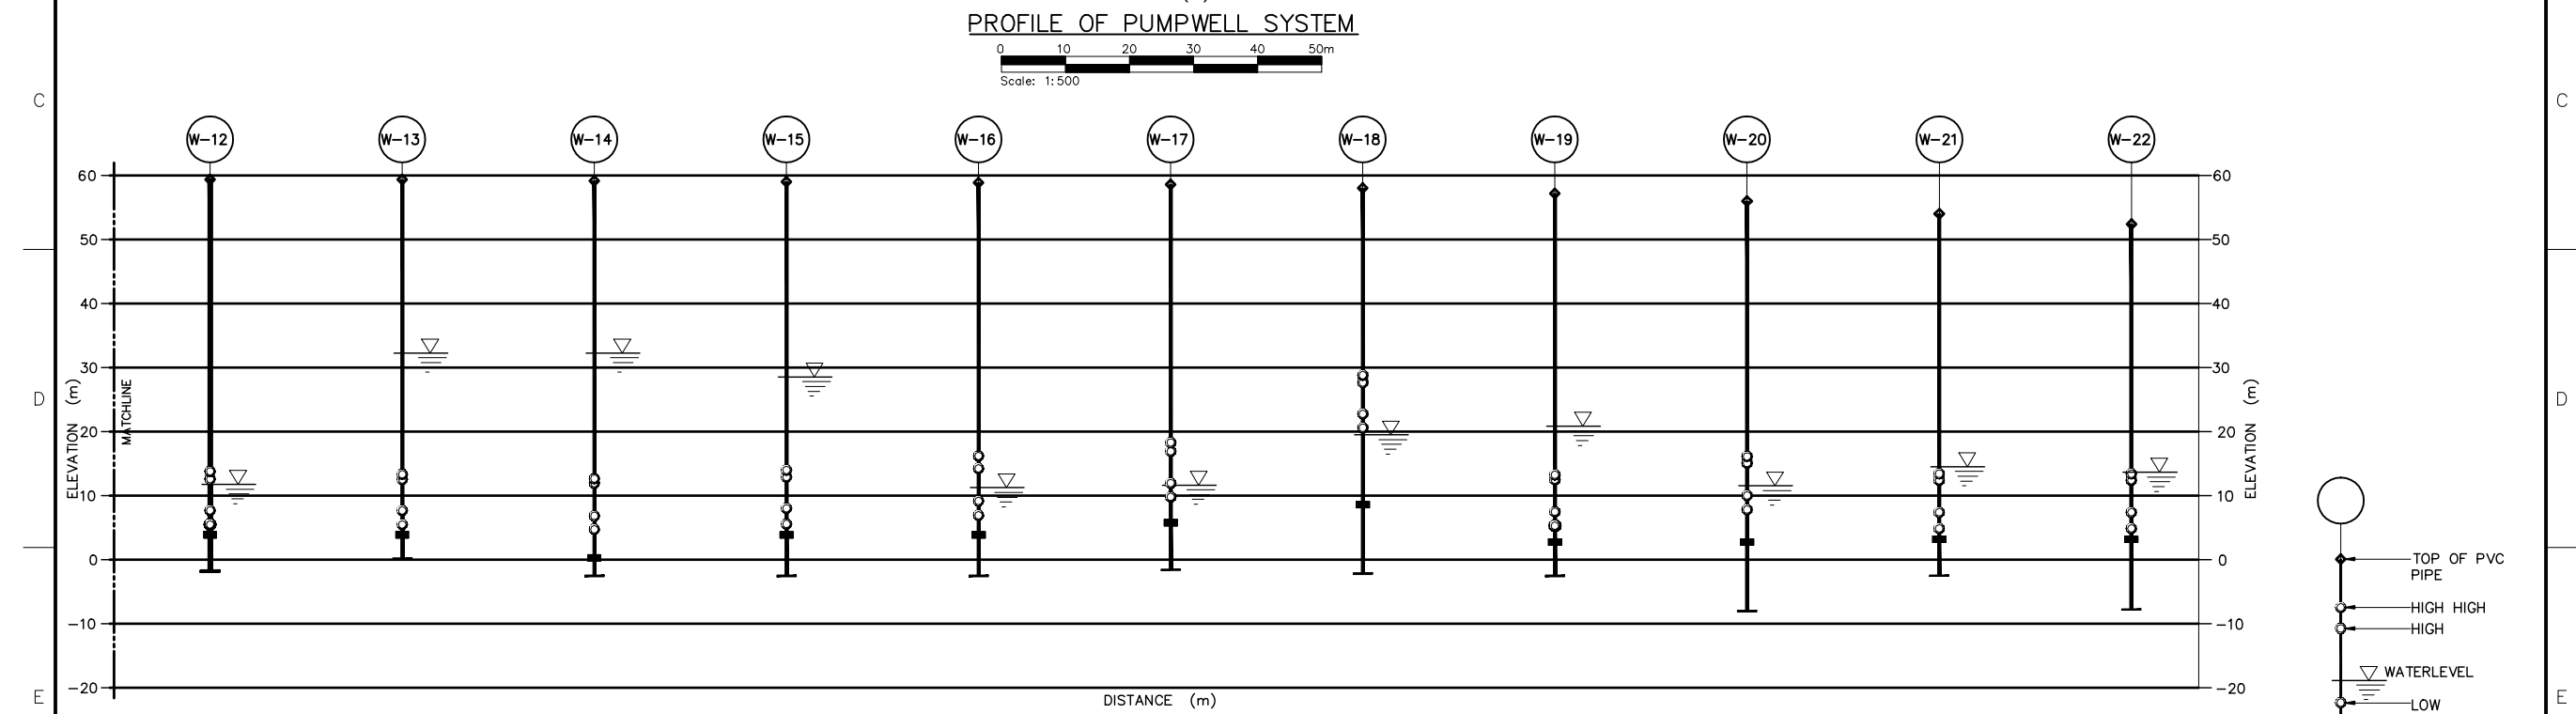 PROFILE OF PUMPWELL SYSTEM
0 10 20 30 40 50m
Scale: 1:500
C C
W-12 W-13 W-14 W-15 W-16 W-17 W-18 W-19 W-20 W-21 W-22
60 60
50 50
40 40
30 30
D D
ELEVATION (m)
MATCHLINE
ELEVATION (m)
20 20
10 10
0 0
-10 -10
-20 -20
DISTANCE (m)
TOP OF PVC
PIPE
HIGH HIGH
HIGH
WATERLEVEL
LOW
E E